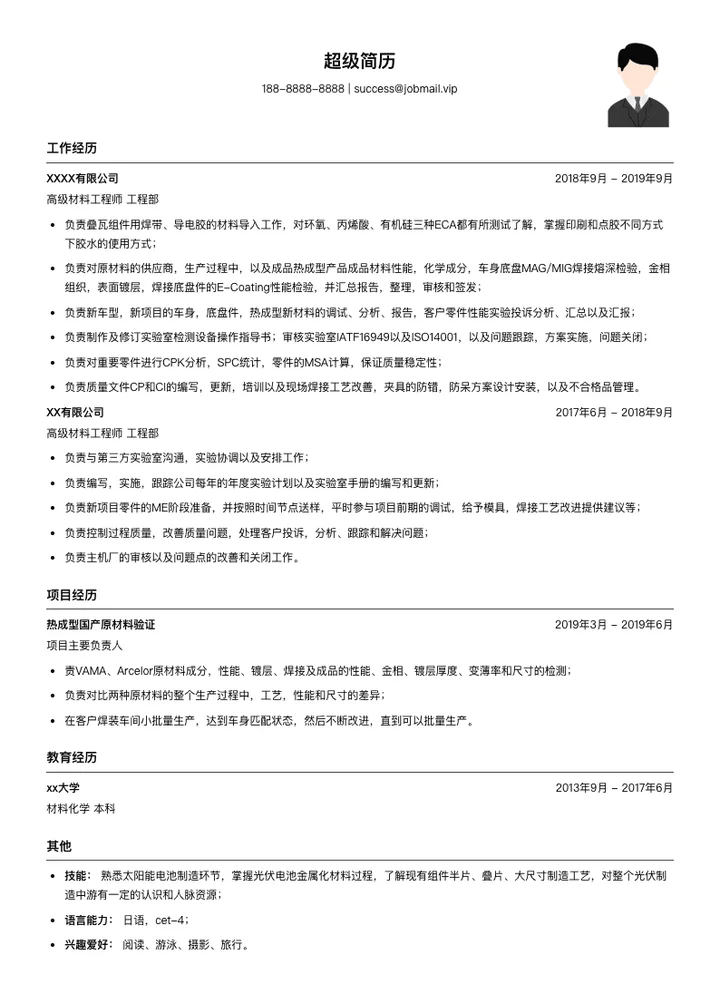 超级简历
188-8888-8888 | success@jobmail.vip
工作经历
XXXX有限公司 2018年9月 – 2019年9月
高级材料工程师 工程部
• 负责叠瓦组件用焊带、导电胶的材料导入工作，对环氧、丙烯酸、有机硅三种ECA都有所测试了解，掌握印刷和点胶不同方式
下胶水的使用方式；
• 负责对原材料的供应商，生产过程中，以及成品热成型产品成品材料性能，化学成分，车身底盘MAG/MIG焊接熔深检验，金相
组织，表面镀层，焊接底盘件的E-Coating性能检验，并汇总报告，整理，审核和签发；
• 负责新车型，新项目的车身，底盘件，热成型新材料的调试、分析、报告，客户零件性能实验投诉分析、汇总以及汇报；
• 负责制作及修订实验室检测设备操作指导书；审核实验室IATF16949以及ISO14001，以及问题跟踪，方案实施，问题关闭；
• 负责对重要零件进行CPK分析，SPC统计，零件的MSA计算，保证质量稳定性；
• 负责质量文件CP和CI的编写，更新，培训以及现场焊接工艺改善，夹具的防错，防呆方案设计安装，以及不合格品管理。
XX有限公司 2017年6月 – 2018年9月
高级材料工程师 工程部
• 负责与第三方实验室沟通，实验协调以及安排工作；
• 负责编写，实施，跟踪公司每年的年度实验计划以及实验室手册的编写和更新；
• 负责新项目零件的ME阶段准备，并按照时间节点送样，平时参与项目前期的调试，给予模具，焊接工艺改进提供建议等；
• 负责控制过程质量，改善质量问题，处理客户投诉，分析、跟踪和解决问题；
• 负责主机厂的审核以及问题点的改善和关闭工作。
项目经历
热成型国产原材料验证 2019年3月 – 2019年6月
项目主要负责人
• 责VAMA、Arcelor原材料成分，性能、镀层、焊接及成品的性能、金相、镀层厚度、变薄率和尺寸的检测；
• 负责对比两种原材料的整个生产过程中，工艺，性能和尺寸的差异；
• 在客户焊装车间小批量生产，达到车身匹配状态，然后不断改进，直到可以批量生产。
教育经历
xx大学 2013年9月 – 2017年6月
材料化学 本科
其他
• 技能： 熟悉太阳能电池制造环节，掌握光伏电池金属化材料过程，了解现有组件半片、叠片、大尺寸制造工艺，对整个光伏制
造中游有一定的认识和人脉资源；
• 语言能力： 日语，cet-4；
• 兴趣爱好： 阅读、游泳、摄影、旅行。